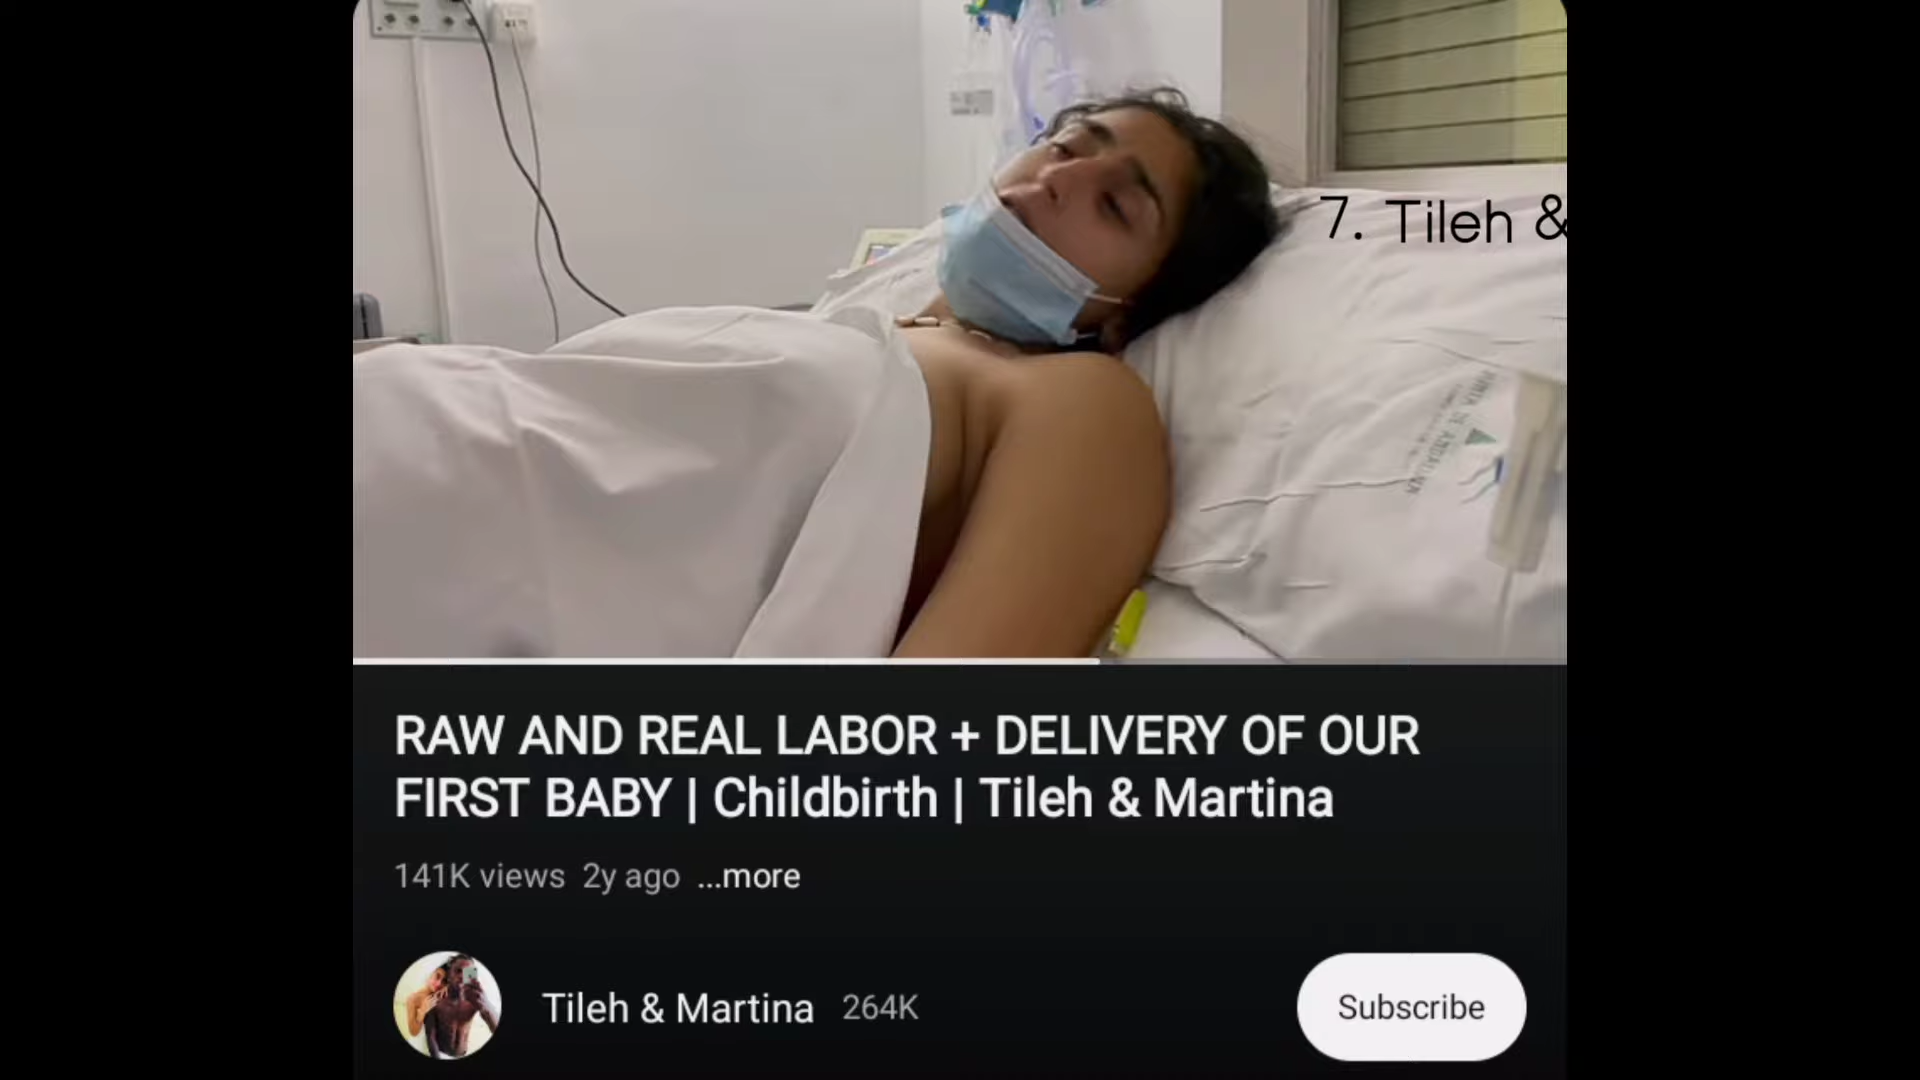 7. Tileh &
RAW AND REAL LABOR + DELIVERY OF OUR
FIRST BABY | Childbirth | Tileh & Martina
141K views 2y ago ...more
Tileh & Martina 264K
Subscribe